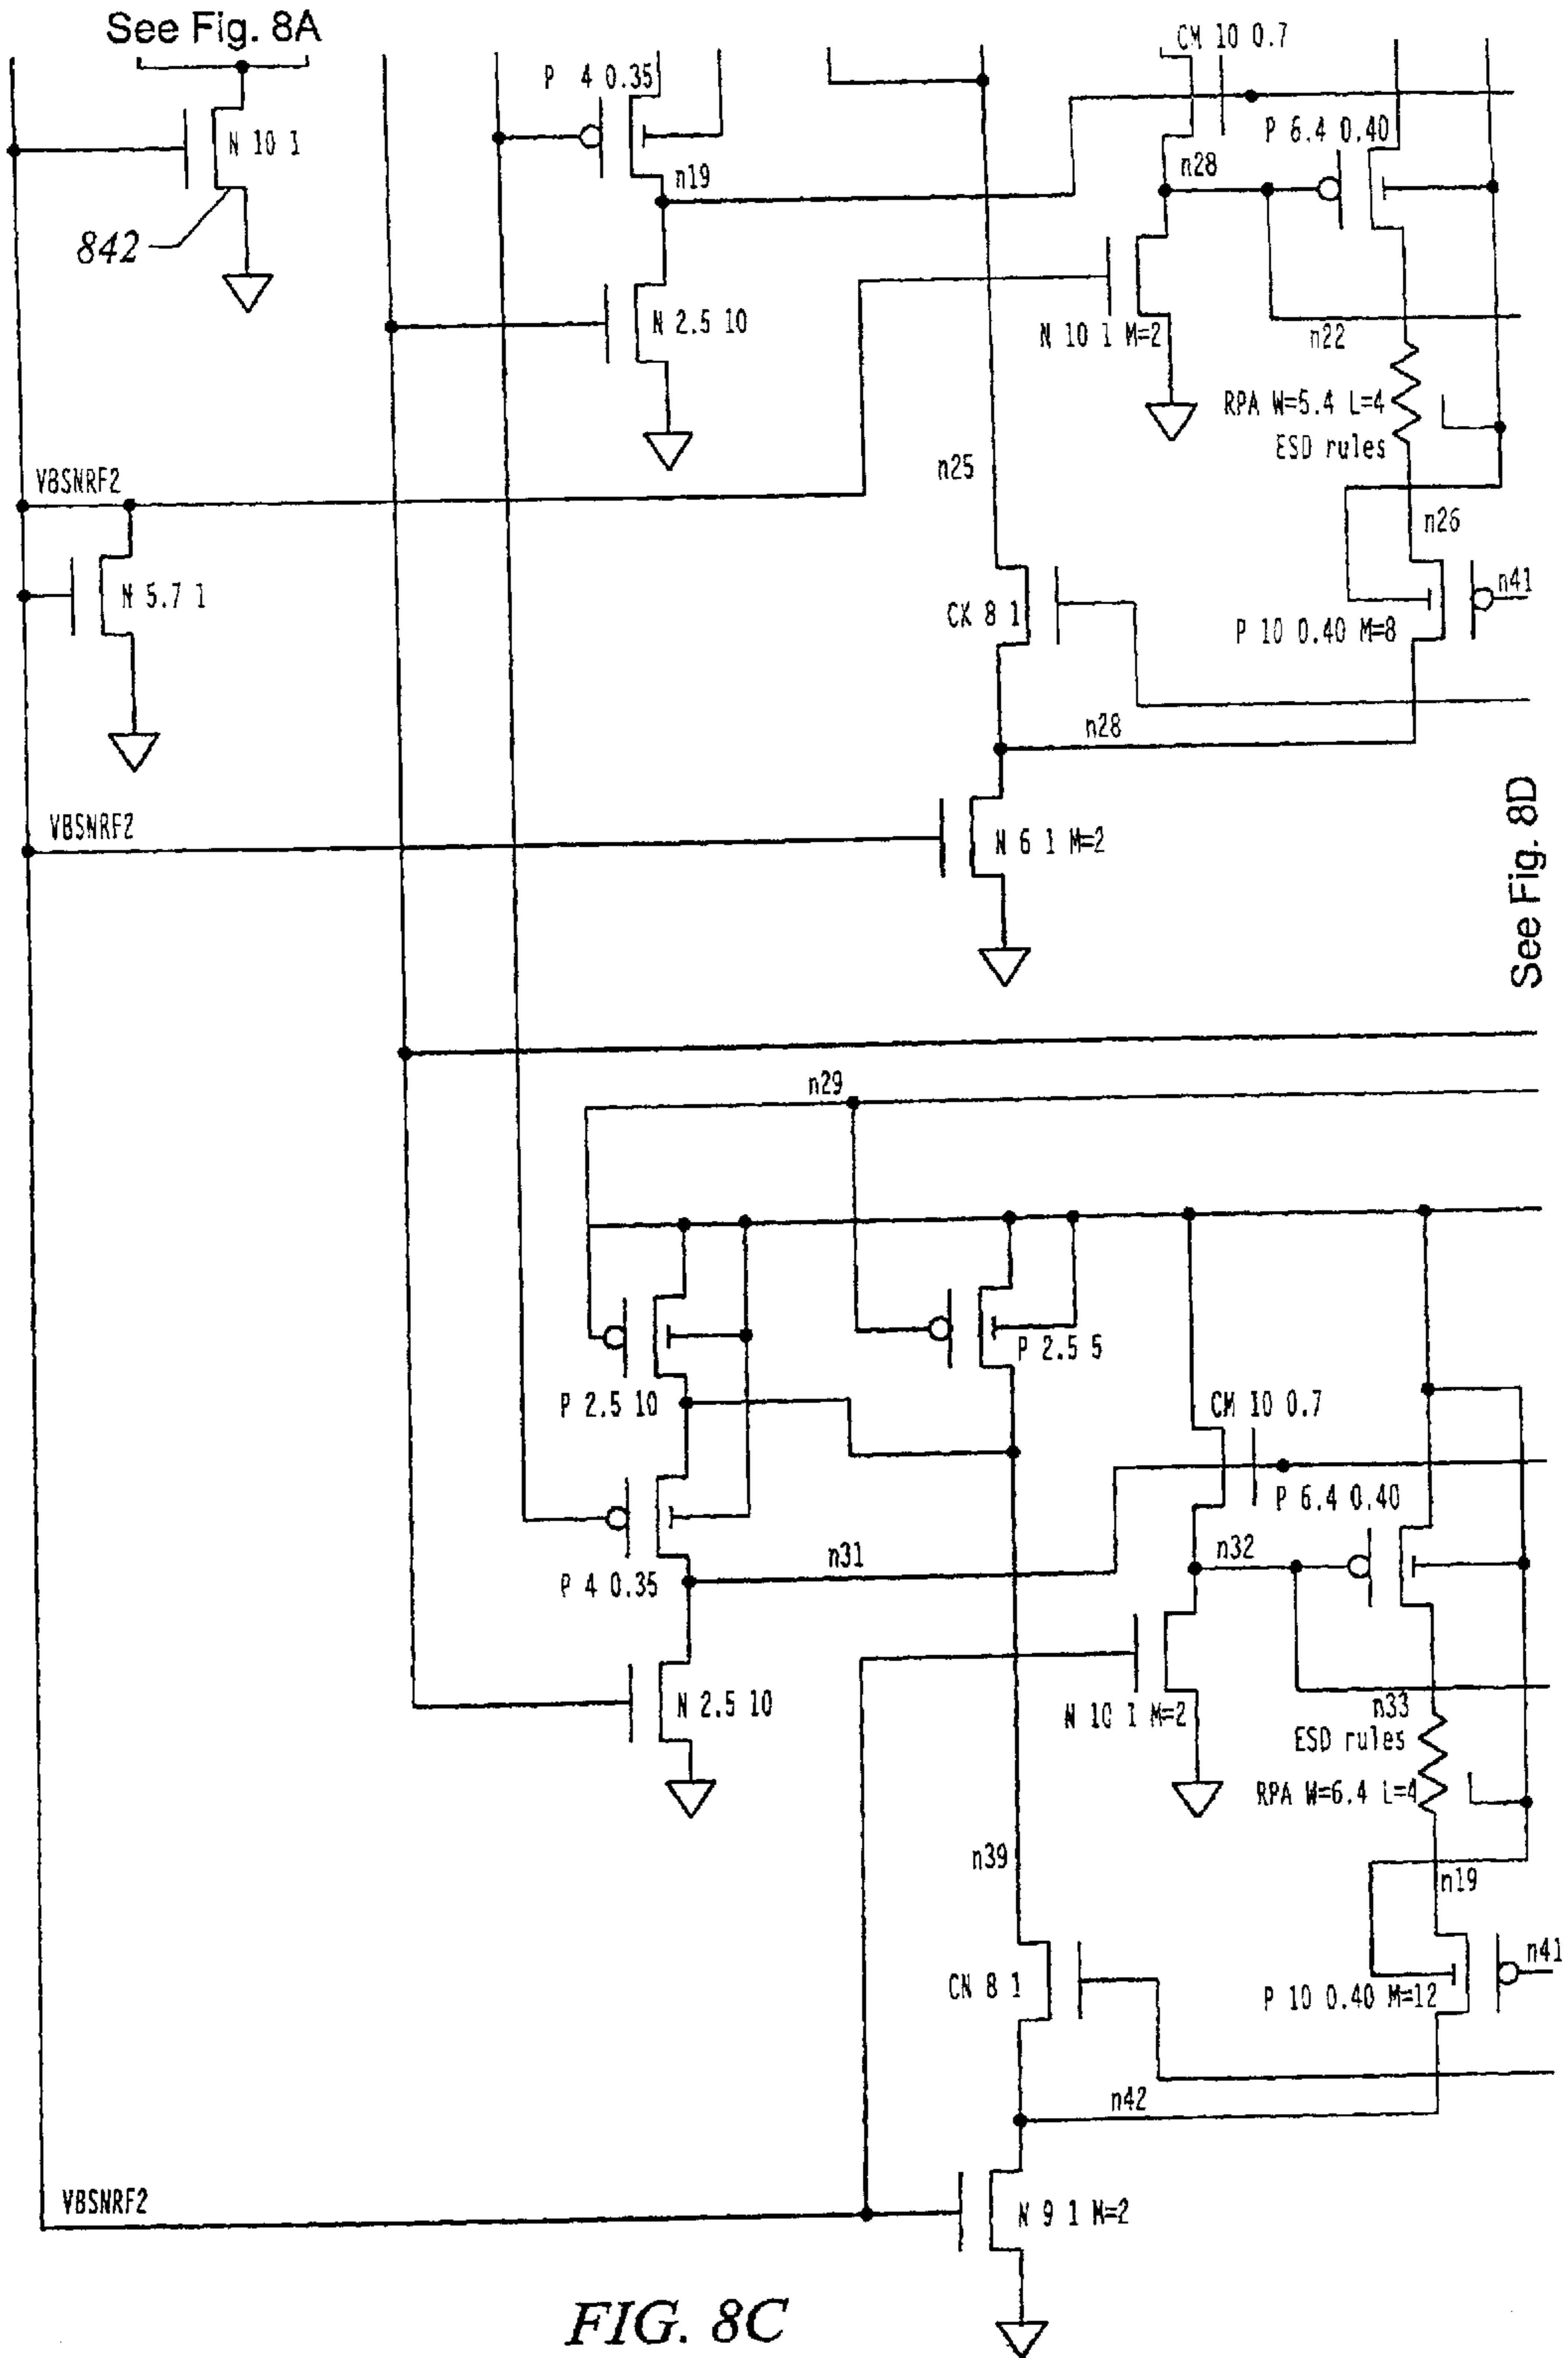 See Fig. 8A
CM 10 0.7
P 4 0.35
P 6.4 0.40
N 10 1
n28
n19
842
N 2.5 10
N 10 1 M=2
n22
RPA W=5.4 L=4
ESD rules
n25
VBSNRF2
n26
N 5.7 1
CK 8 1
n41
P 10 0.40 M=8
n28
VBSNRF2
N 6 1 M=2
See Fig. 8D
n29
P 2.5 5
P 2.5 10
CM 10 0.7
P 6.4 0.40
n31
n32
P 4 0.35
N 2.5 10
N 10 1 M=2
n33
ESD rules
RPA W=6.4 L=4
n39
n19
n41
CN 8 1
P 10 0.40 M=12
n42
VBSNRF2
N 9 1 M=2
FIG. 8C